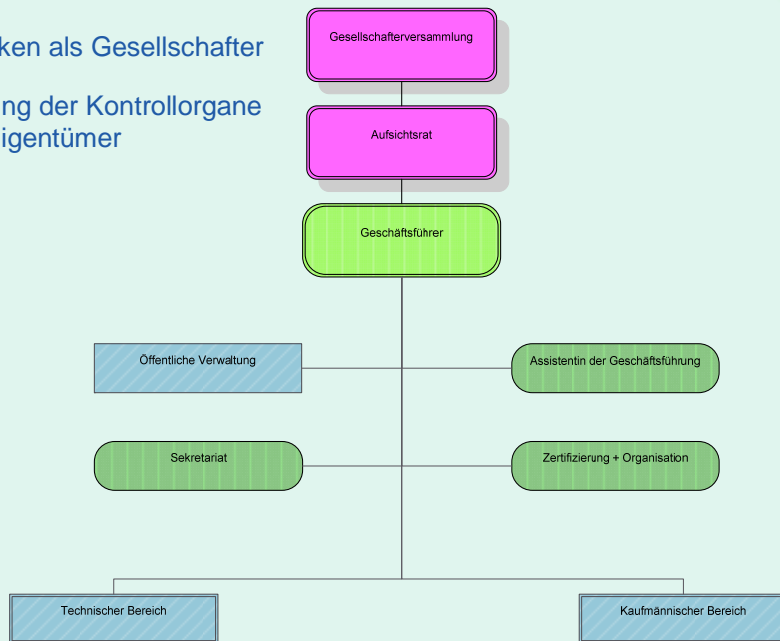 ken als Gesellschafter
ng der Kontrollorgane
igentümer
Gesellschafterversammlung
Aufsichtsrat
Geschäftsführer
Öffentliche Verwaltung
Assistentin der Geschäftsführung
Sekretariat
Zertifizierung + Organisation
Technischer Bereich
Kaufmännischer Bereich